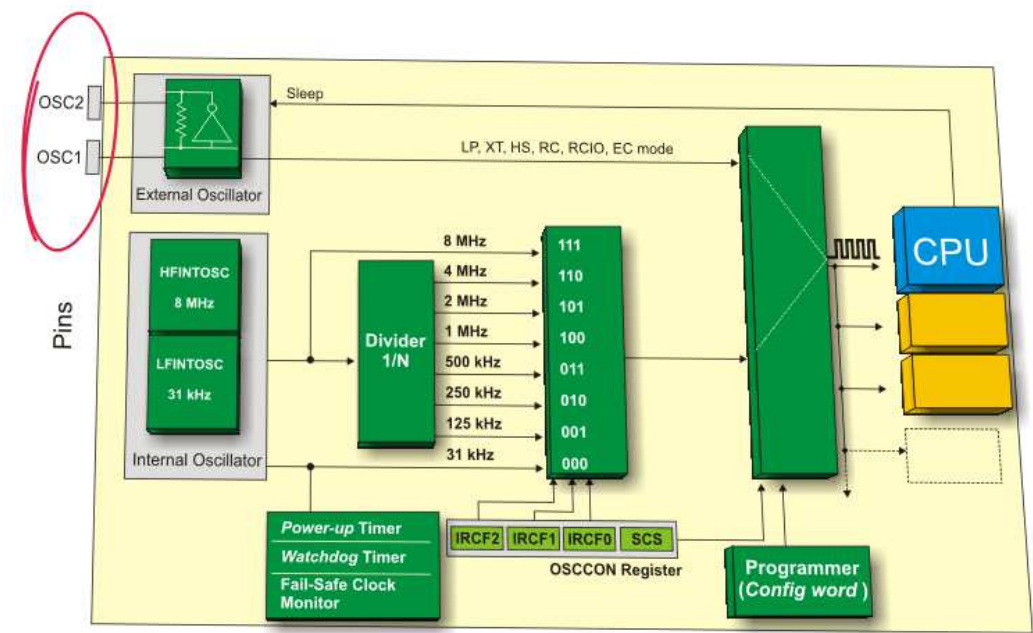 OSC2
OSC1
Pins
Sleep
LP, XT, HS, RC, RCIO, EC mode
External Oscillator
HFINTOSC
8 MHz
LFINTOSC
31 kHz
Internal Oscillator
Divider
1/N
8 MHz
4 MHz
2 MHz
1 MHz
500 kHz
250 kHz
125 kHz
31 kHz
111
110
101
100
011
010
001
000
CPU
Power-up Timer
Watchdog Timer
Fail-Safe Clock
Monitor
IRCF2 IRCF1 IRCF0 SCS
OSCCON Register
Programmer
(Config word )